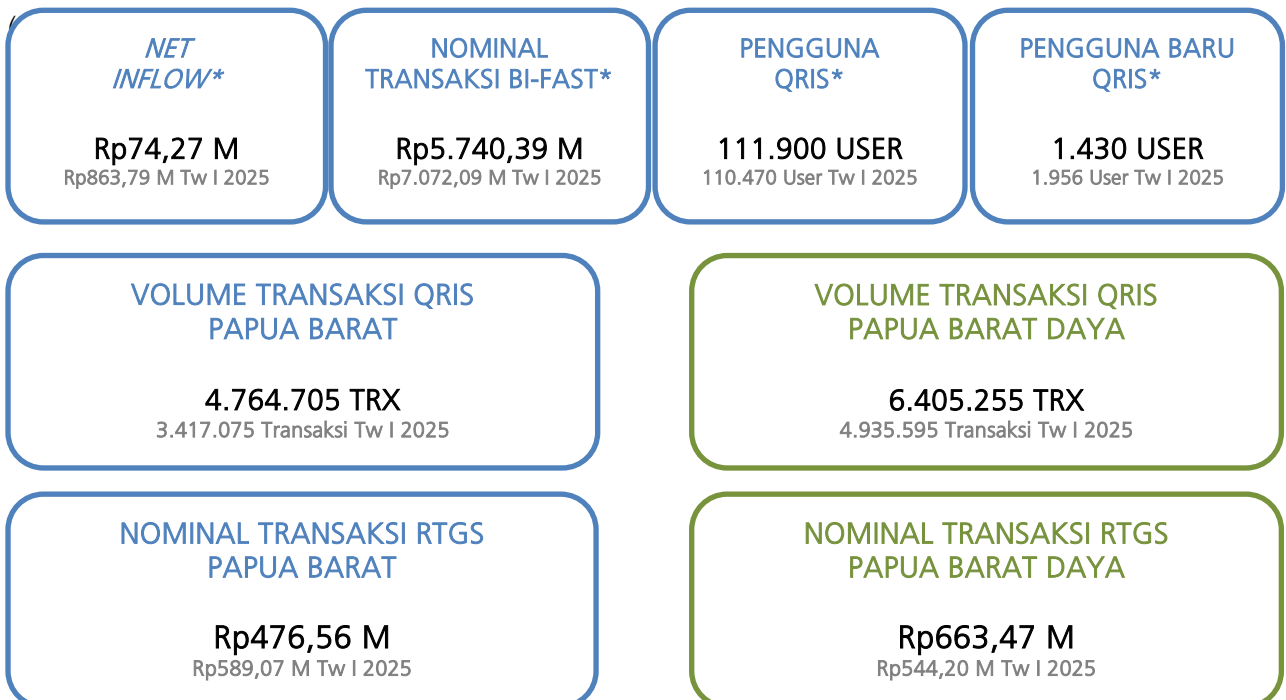 NET
INFLOW*
Rp74,27 M
Rp863,79 M Tw I 2025
NOMINAL
TRANSAKSI BI-FAST*
Rp5.740,39 M
Rp7.072,09 M Tw I 2025
PENGGUNA
QRIS*
111.900 USER
110.470 User Tw I 2025
PENGGUNA BARU
QRIS*
1.430 USER
1.956 User Tw I 2025
VOLUME TRANSAKSI QRIS
PAPUA BARAT
4.764.705 TRX
3.417.075 Transaksi Tw I 2025
VOLUME TRANSAKSI QRIS
PAPUA BARAT DAYA
6.405.255 TRX
4.935.595 Transaksi Tw I 2025
NOMINAL TRANSAKSI RTGS
PAPUA BARAT
Rp476,56 M
Rp589,07 M Tw I 2025
NOMINAL TRANSAKSI RTGS
PAPUA BARAT DAYA
Rp663,47 M
Rp544,20 M Tw I 2025